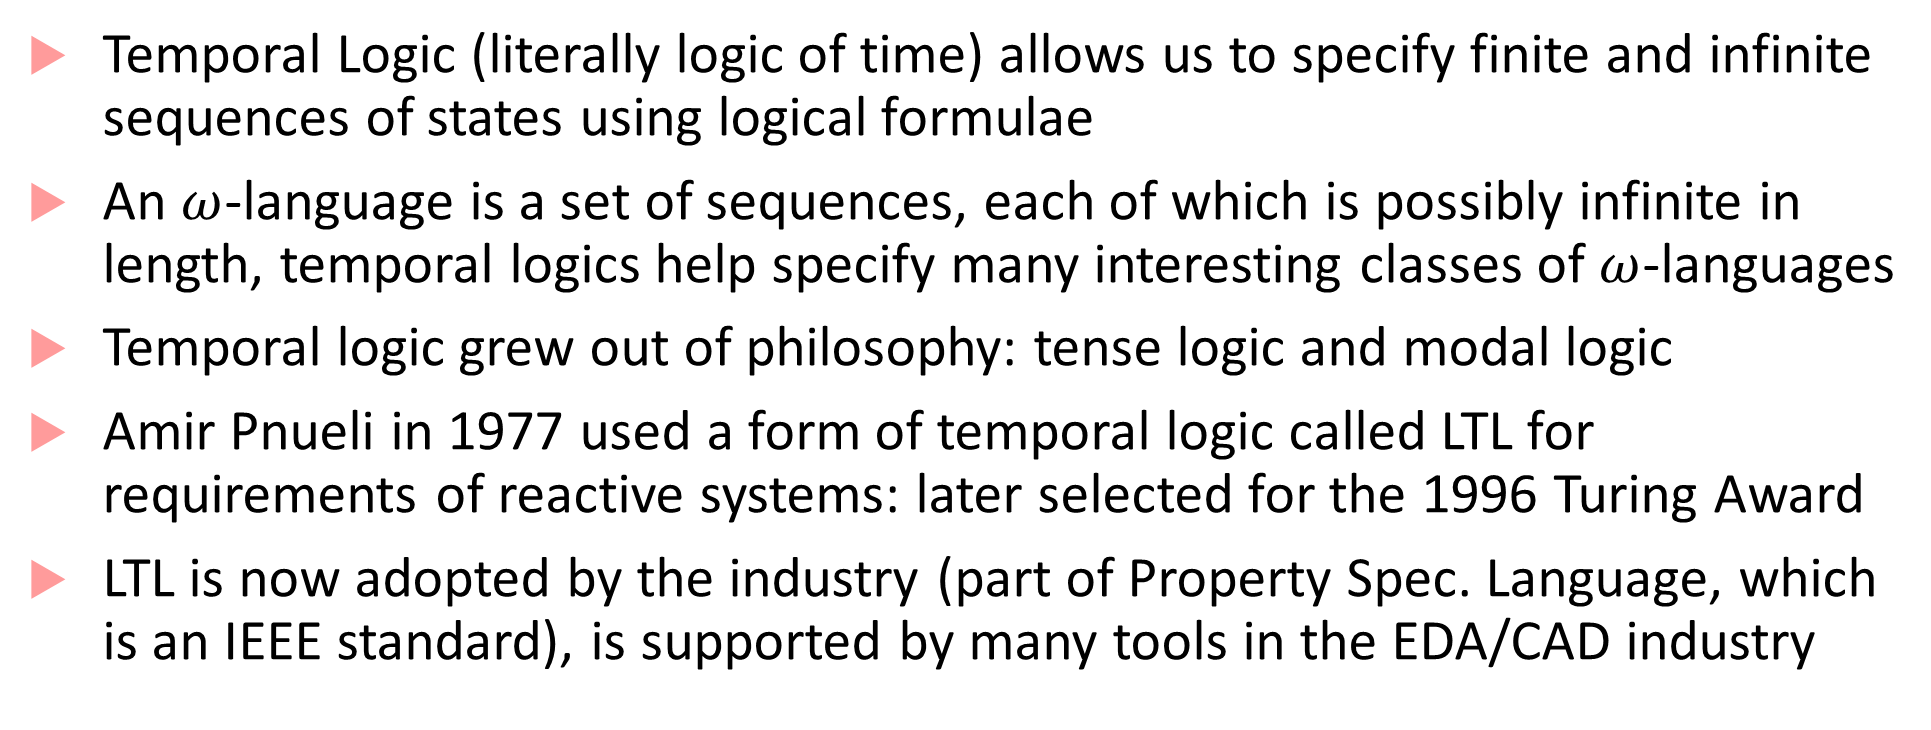 Temporal Logic (literally logic of time) allows us to specify finite and infinite
sequences of states using logical formulae
An 𝜔-language is a set of sequences, each of which is possibly infinite in
length, temporal logics help specify many interesting classes of 𝜔-languages
Temporal logic grew out of philosophy: tense logic and modal logic
Amir Pnueli in 1977 used a form of temporal logic called LTL for
requirements of reactive systems: later selected for the 1996 Turing Award
LTL is now adopted by the industry (part of Property Spec. Language, which
is an IEEE standard), is supported by many tools in the EDA/CAD industry